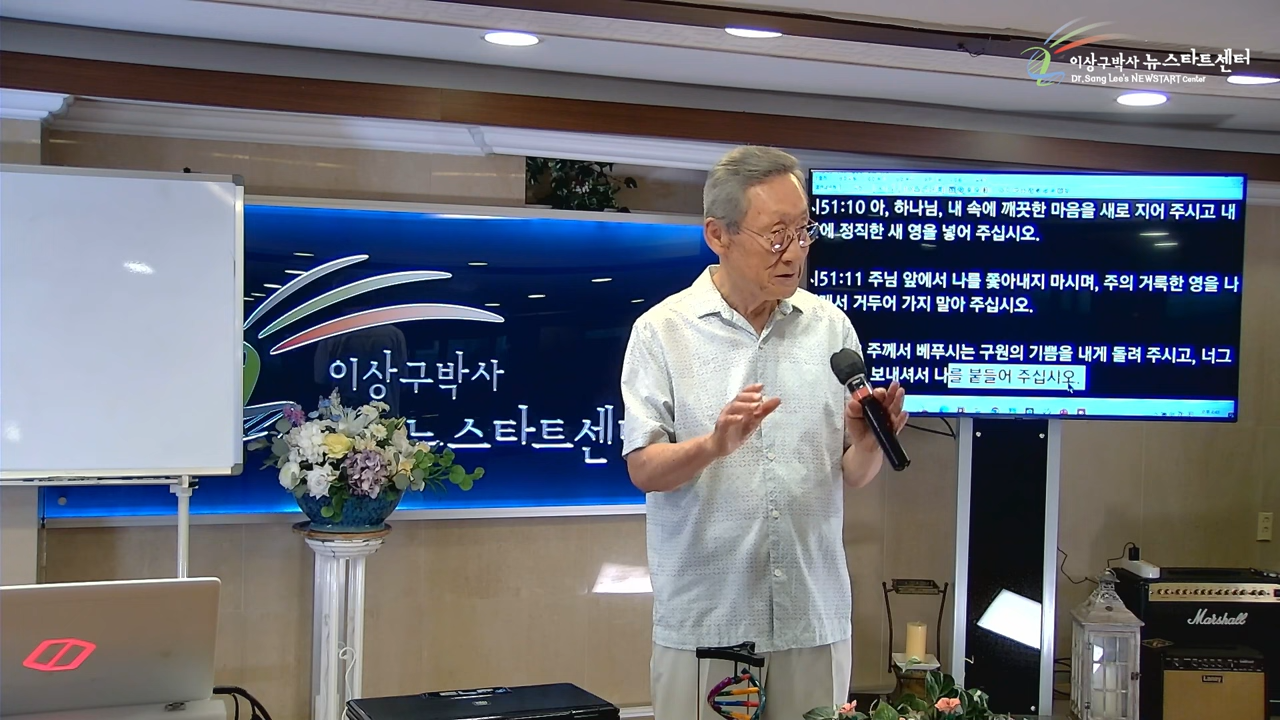 이상구박사 뉴스타트센터
Dr. Sang Lee's NEWSTART Center
51:10 아, 하나님, 내 속에 깨끗한 마음을 새로 지어 주시고 내
에 정직한 새 영을 넣어 주십시오.
51:11 주님 앞에서 나를 쫓아내지 마시며, 주의 거룩한 영을 나
에게서 거두어 가지 말아 주십시오.
주께서 베푸시는 구원의 기쁨을 내게 돌려 주시고, 너그
보내셔서 나를 붙들어 주십시오.
이상구박사
뉴스타트센터
Marshall
Laney